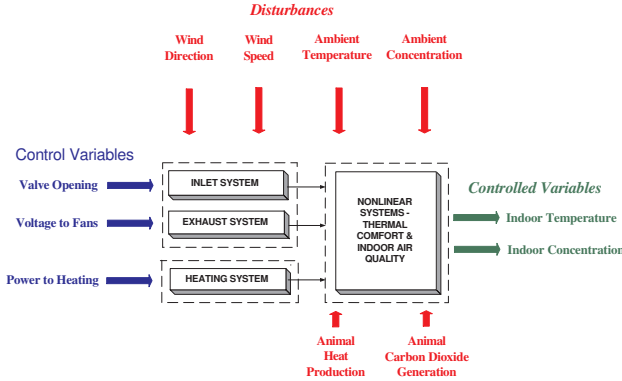 Disturbances
Wind
Direction
Wind
Speed
Ambient
Temperature
Ambient
Concentration
Control Variables
Valve Opening
Voltage to Fans
Power to Heating
INLET SYSTEM
EXHAUST SYSTEM
HEATING SYSTEM
NONLINEAR
SYSTEMS -
THERMAL
COMFORT &
INDOOR AIR
QUALITY
Controlled Variables
Indoor Temperature
Indoor Concentration
Animal
Heat
Production
Animal
Carbon Dioxide
Generation